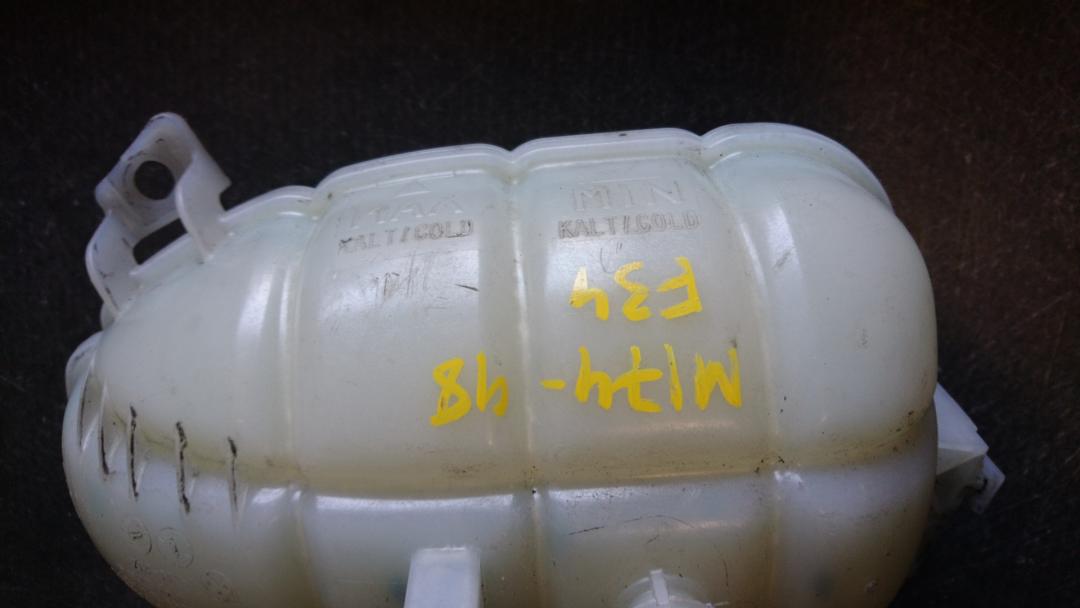 MAX
KALT/COLD
MIN
KALT/COLD
M174-48
F34